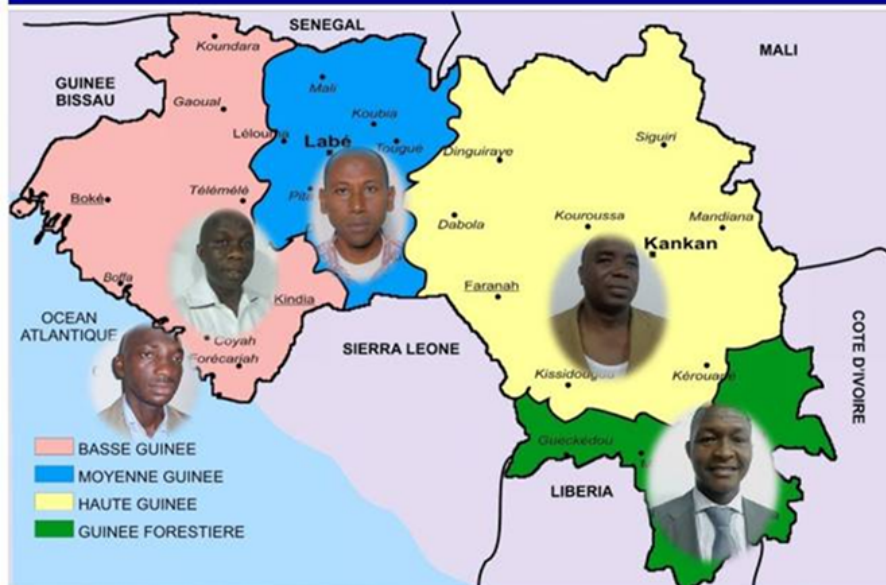 SENEGAL
Koundara
MALI
GUINEE
BISSAU
Mali
Gaoual
Koubia
Lélouma
Labé
Tougué
Siguiri
Dinguiraye
Boké
Télémélé
Dabola
Kouroussa
Mandiana
Kankan
Boffa
Kindia
Faranah
OCEAN
ATLANTIQUE
Coyah
Forécariah
SIERRA LEONE
COTE D'IVOIRE
Kérouané
BASSE GUINEE
MOYENNE GUINEE
HAUTE GUINEE
GUINEE FORESTIERE
Gueckédou
LIBERIA